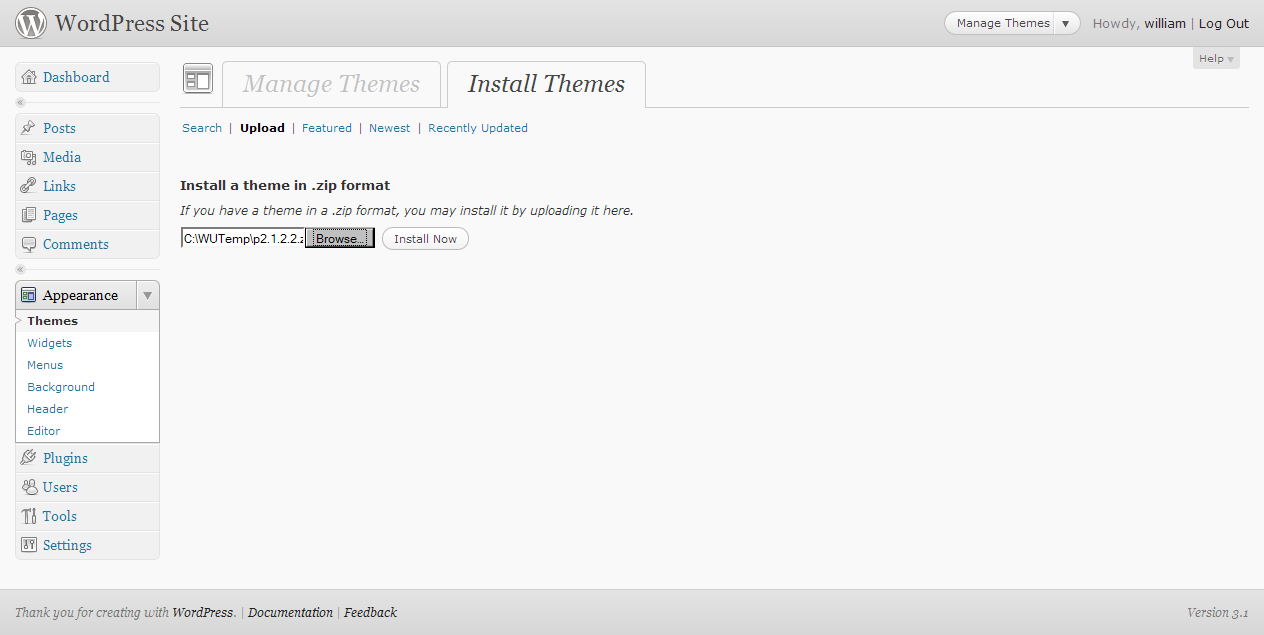 WordPress Site
Manage Themes ▼ Howdy, william | Log Out
Help
Dashboard
Posts
Media
Links
Pages
Comments
Appearance
Themes
Widgets
Menus
Background
Header
Editor
Plugins
Users
Tools
Settings
Manage Themes Install Themes
Search | Upload | Featured | Newest | Recently Updated
Install a theme in .zip format
If you have a theme in a .zip format, you may install it by uploading it here.
C:\WUTemp\p2.1.2.2.z Browse... Install Now
Thank you for creating with WordPress. | Documentation | Feedback Version 3.1